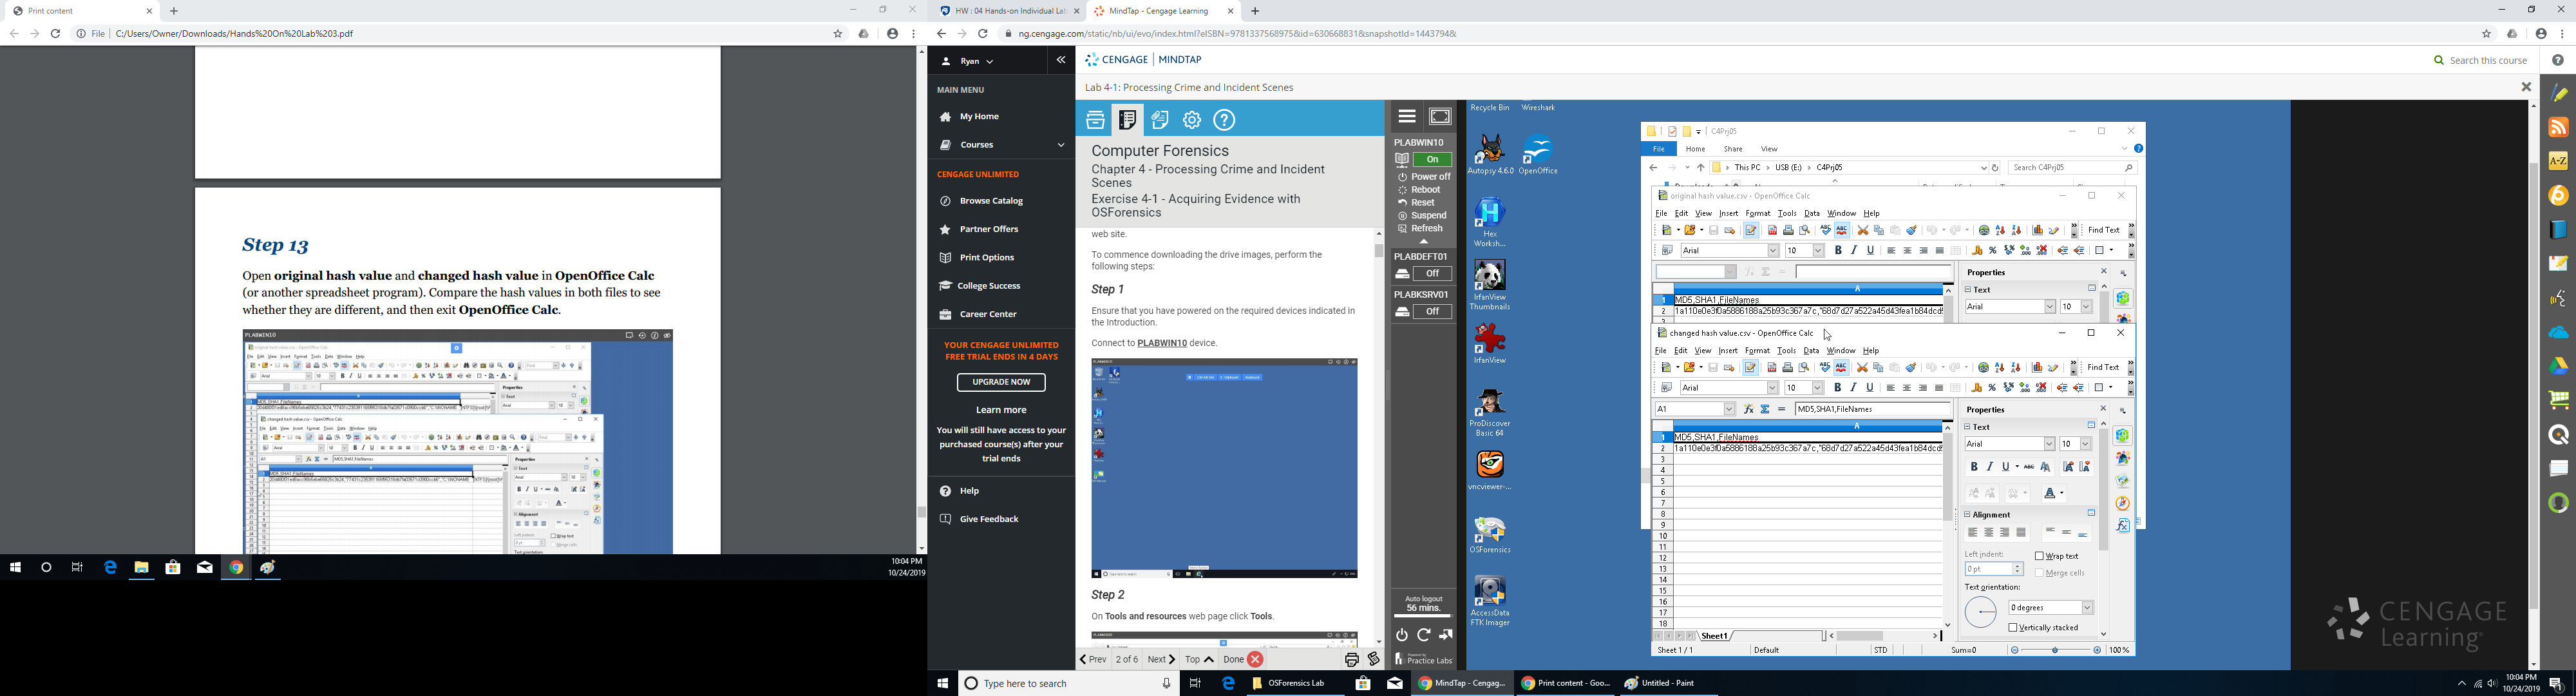 Print content
File
C:/Users/Owner/Downloads/Hands%20On%20Lab%203.pdf
Step 13
Open original hash value and changed hash value in OpenOffice Calc
(or another spreadsheet program). Compare the hash values in both files to see
whether they are different, and then exit OpenOffice Calc.
PLABWIN10
10:04 PM
10/24/2019
HW : 04 Hands-on Individual Lab
MindTap - Cengage Learning
ng.cengage.com/static/nb/ui/evo/index.html?eISBN=9781337568975&id=630668831&snapshotId=1443794&
Ryan
MAIN MENU
My Home
Courses
CENGAGE UNLIMITED
Browse Catalog
Partner Offers
Print Options
College Success
Career Center
YOUR CENGAGE UNLIMITED
FREE TRIAL ENDS IN 4 DAYS
UPGRADE NOW
Learn more
You will still have access to your
purchased course(s) after your
trial ends
Help
Give Feedback
CENGAGE | MINDTAP
Search this course
Lab 4-1: Processing Crime and Incident Scenes
Computer Forensics
Chapter 4 - Processing Crime and Incident
Scenes
Exercise 4-1 - Acquiring Evidence with
OSForensics
web site.
To commence downloading the drive images, perform the
following steps:
Step 1
Ensure that you have powered on the required devices indicated in
the Introduction.
Connect to PLABWIN10 device.
Step 2
On Tools and resources web page click Tools.
Prev
2 of 6
Next
Top
Done
PLABWIN10
On
Power off
Reboot
Reset
Suspend
Refresh
PLABDEFT01
Off
PLABKSRV01
Off
Auto logout
56 mins.
Practice Labs
Recycle Bin
Wireshark
Autopsy 4.6.0
OpenOffice
Hex
Worksh...
IrfanView
Thumbnails
IrfanView
ProDiscover
Basic 64
vncviewer-...
OSForensics
AccessData
FTK Imager
C4Prj05
File
Home
Share
View
This PC
USB (E:)
C4Prj05
Search C4Prj05
original hash value.csv - OpenOffice Calc
File Edit View Insert Format Tools Data Window Help
Find Text
Arial
10
Properties
A
Text
1 MD5,SHA1,FileNames
Arial
10
changed hash value.csv - OpenOffice Calc
File Edit View Insert Format Tools Data Window Help
Find Text
Arial
10
A1
MD5,SHA1,FileNames
Properties
A
Text
1 MD5,SHA1,FileNames
Arial
10
3
4
5
6
7
8
9
10
11
12
13
14
15
16
17
18
Alignment
Left indent:
Wrap text
0 pt
Merge cells
Text orientation:
0 degrees
Vertically stacked
Sheet1
Sheet 1 / 1
Default
STD
Sum=0
100%
CENGAGE
Learning
Type here to search
OSForensics Lab
MindTap - Cengag...
Print content - Goo...
Untitled - Paint
10:04 PM
10/24/2019